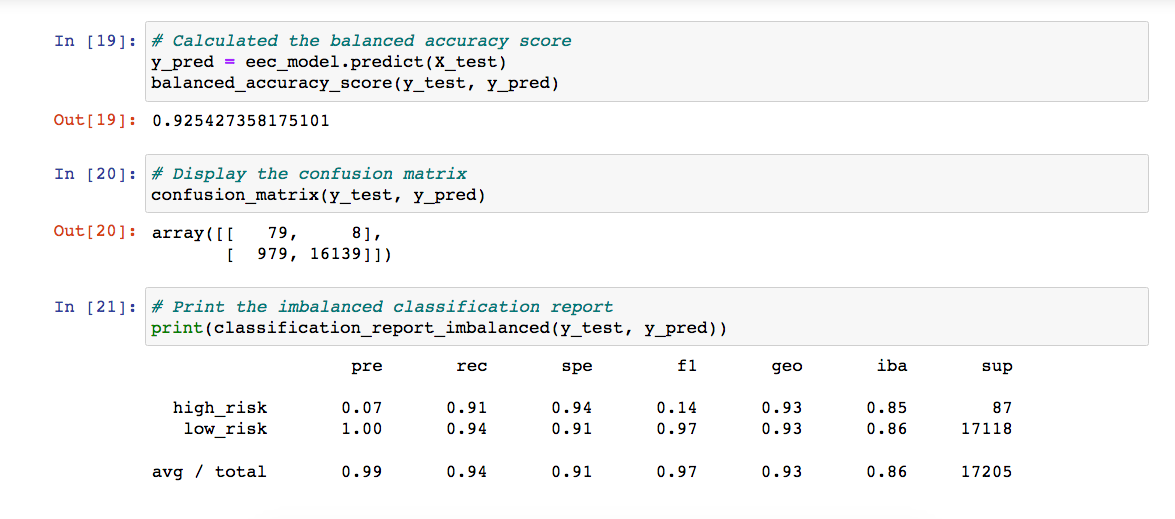 In [19]: # Calculated the balanced accuracy score
y_pred = eec_model.predict(X_test)
balanced_accuracy_score(y_test, y_pred)
Out[19]: 0.925427358175101
In [20]: # Display the confusion matrix
confusion_matrix(y_test, y_pred)
Out[20]: array([[   79,     8],
       [  979, 16139]])
In [21]: # Print the imbalanced classification report
print(classification_report_imbalanced(y_test, y_pred))
pre rec spe f1 geo iba sup
high_risk 0.07 0.91 0.94 0.14 0.93 0.85 87
low_risk 1.00 0.94 0.91 0.97 0.93 0.86 17118
avg / total 0.99 0.94 0.91 0.97 0.93 0.86 17205